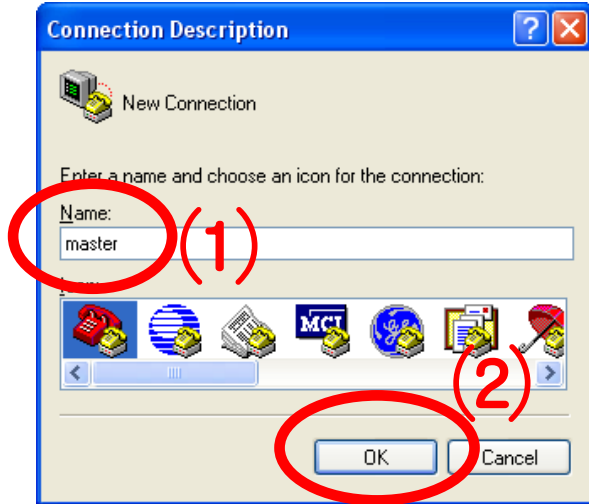 Connection Description
New Connection
Enter a name and choose an icon for the connection:
Name:
master
(1)
Icon:
MCI
(2)
OK
Cancel